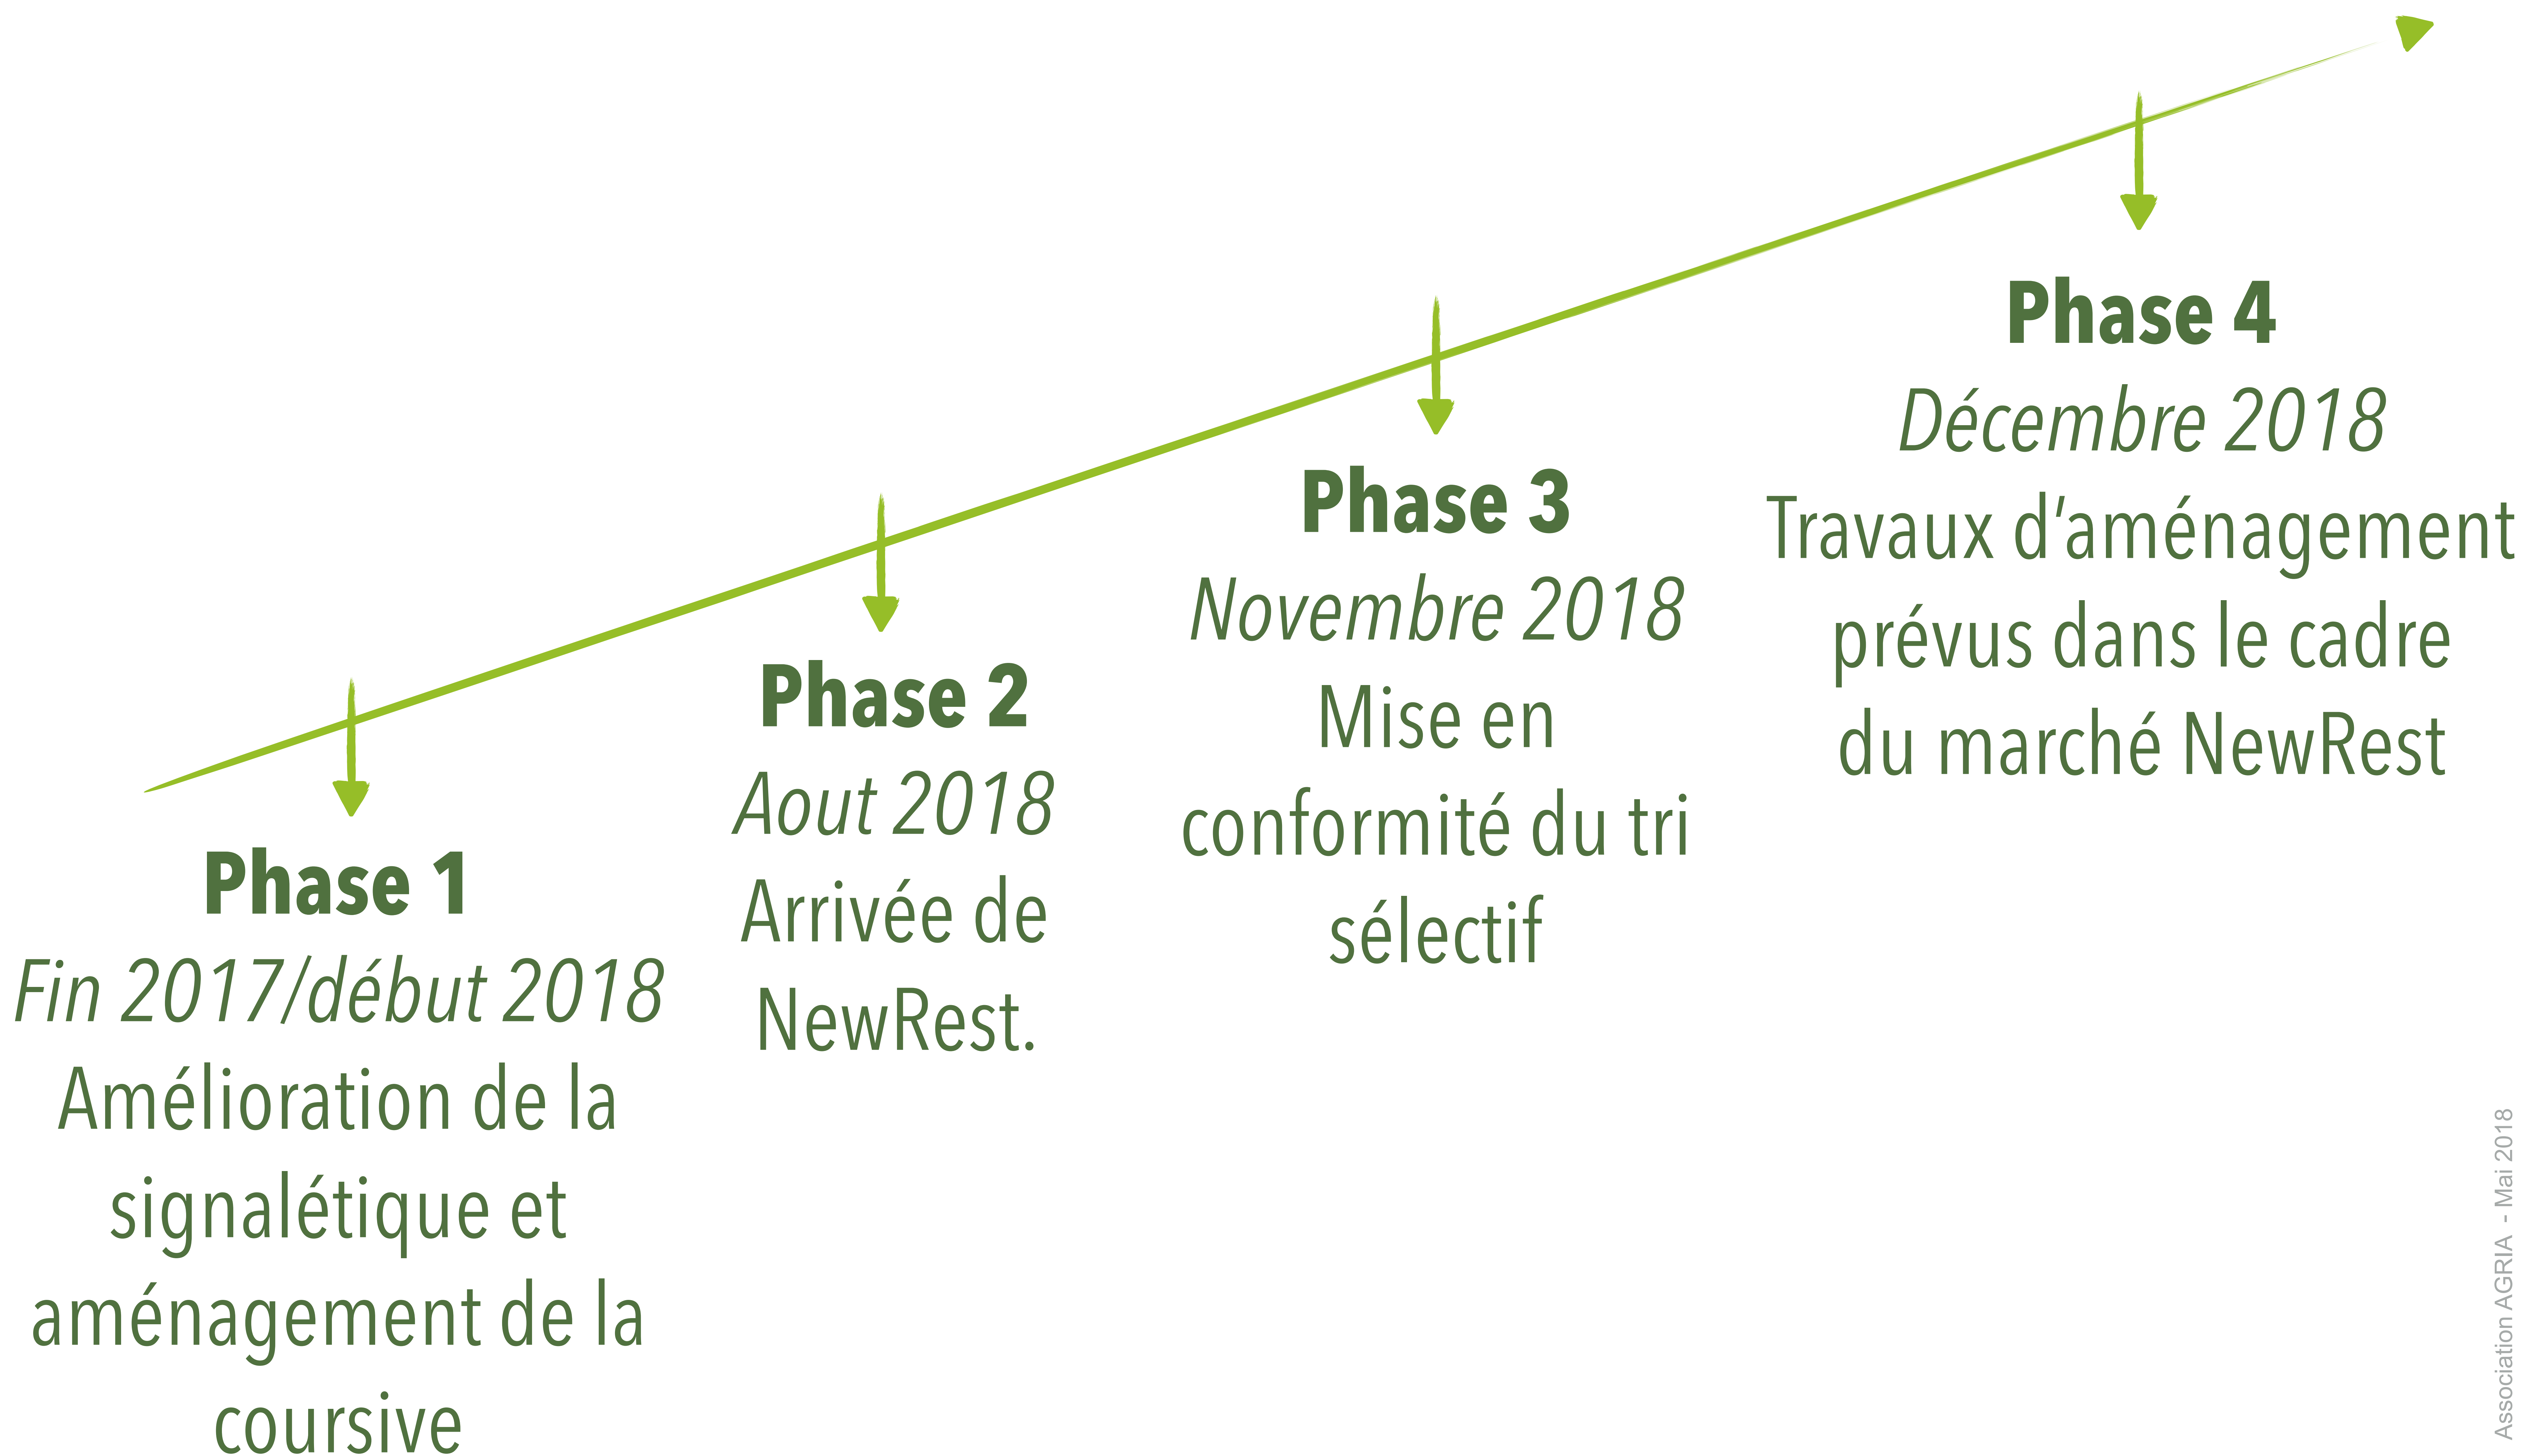 Phase 1
Fin 2017/début 2018
Amélioration de la
signalétique et
aménagement de la
coursive
Phase 2
Aout 2018
Arrivée de
NewRest.
Phase 3
Novembre 2018
Mise en
conformité du tri
sélectif
Phase 4
Décembre 2018
Travaux d’aménagement
prévus dans le cadre
du marché NewRest
Association AGRIA - Mai 2018